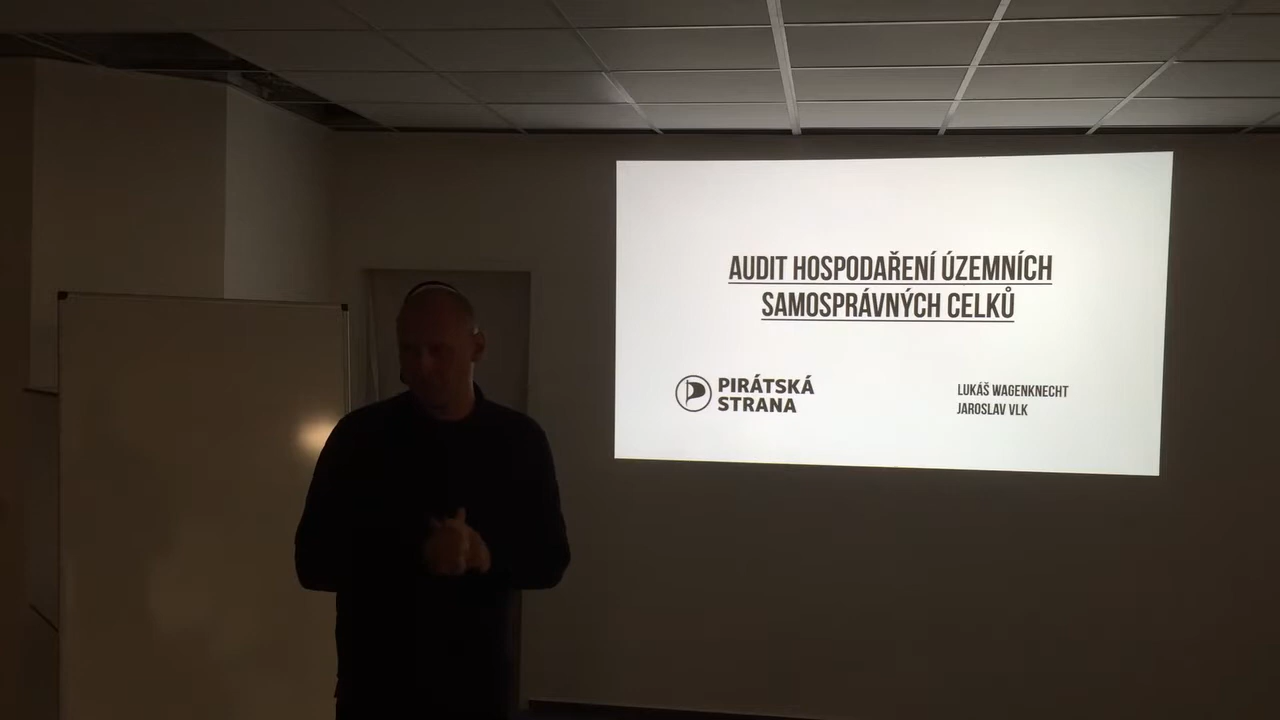 AUDIT HOSPODAŘENÍ ÚZEMNÍCH
SAMOSPRÁVNÝCH CELKŮ
PIRÁTSKÁ
STRANA
LUKÁŠ WAGENKNECHT
JAROSLAV VLK